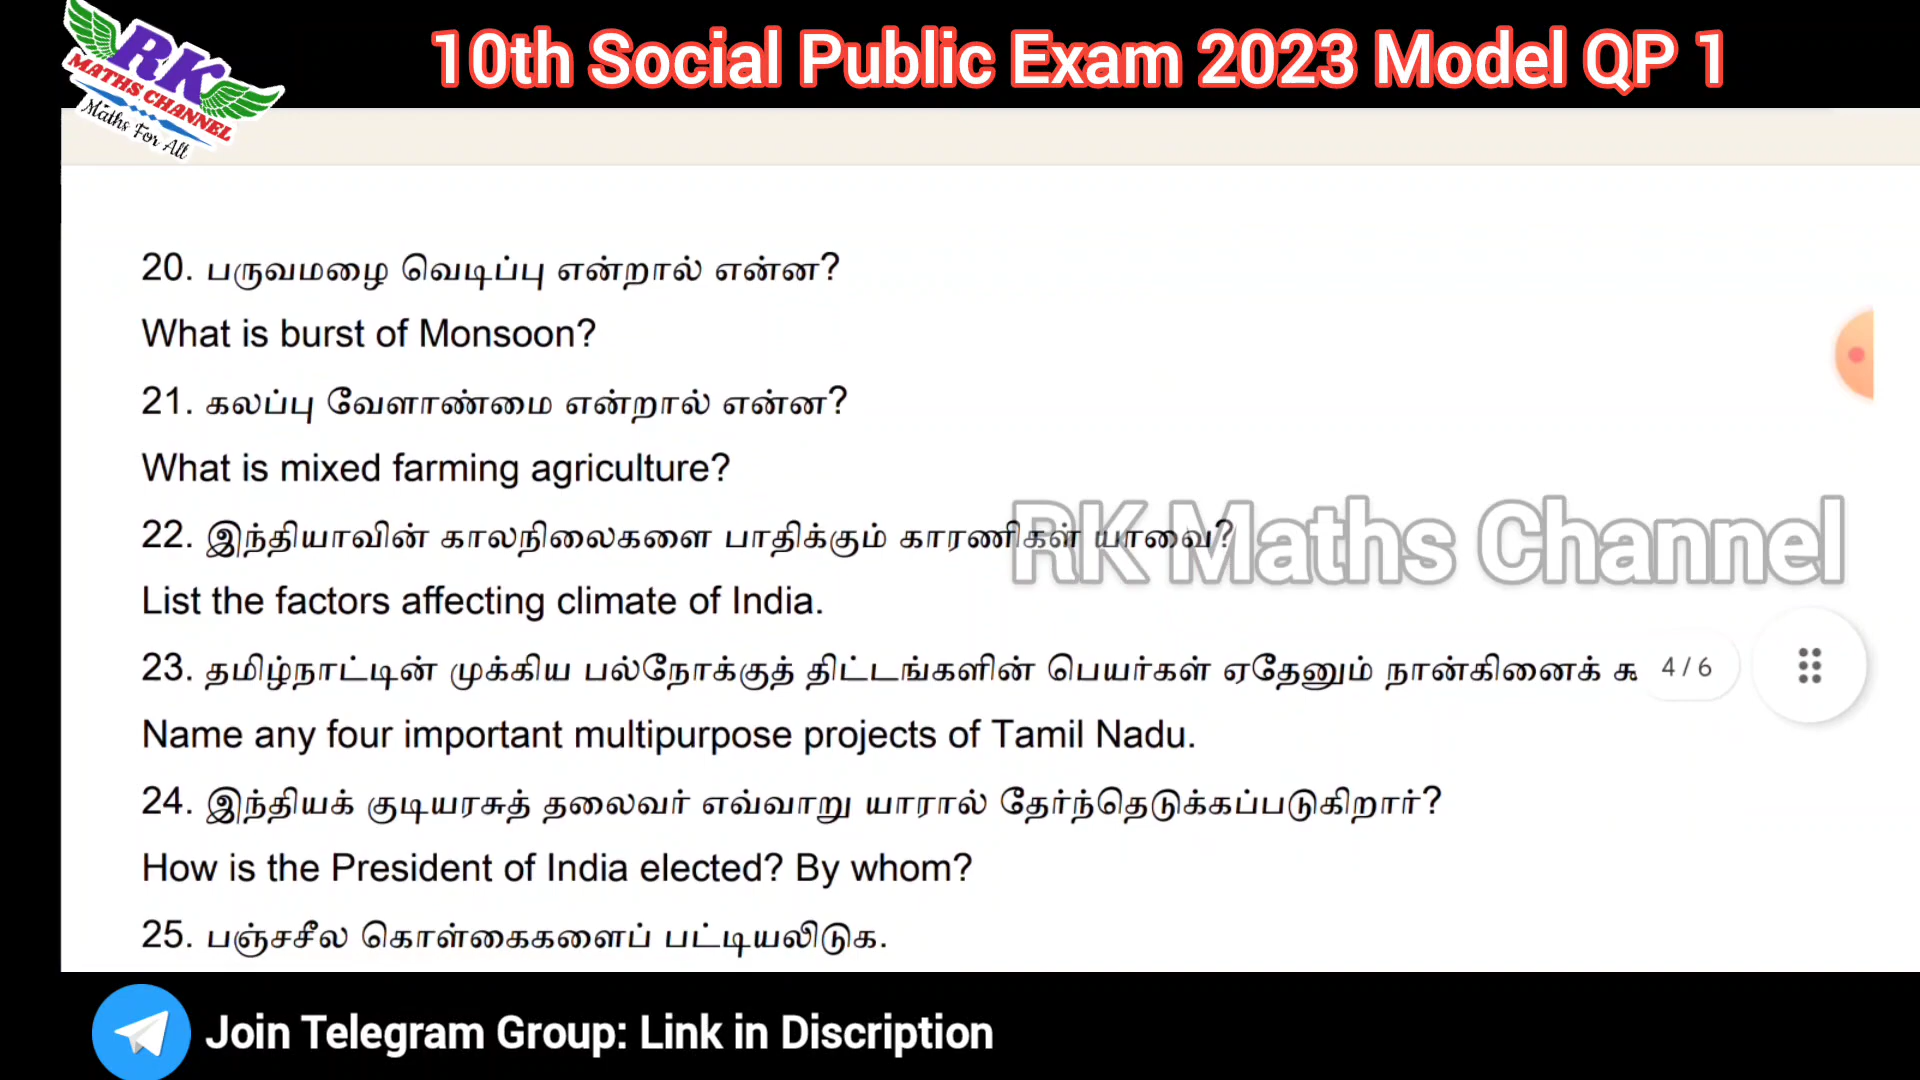 RK
MATHS CHANNEL
Maths For All
10th Social Public Exam 2023 Model QP 1
20. பருவமழை வெடிப்பு என்றால் என்ன?
What is burst of Monsoon?
21. கலப்பு வேளாண்மை என்றால் என்ன?
What is mixed farming agriculture?
22. இந்தியாவின் காலநிலைகளை பாதிக்கும் காரணிகள் யாவை?
RK Maths Channel
List the factors affecting climate of India.
23. தமிழ்நாட்டின் முக்கிய பல்நோக்குத் திட்டங்களின் பெயர்கள் ஏதேனும் நான்கினைக்
4 / 6
Name any four important multipurpose projects of Tamil Nadu.
24. இந்தியக் குடியரசுத் தலைவர் எவ்வாறு யாரால் தேர்ந்தெடுக்கப்படுகிறார்?
How is the President of India elected? By whom?
25. பஞ்சசீல கொள்கைகளைப் பட்டியலிடுக.
Join Telegram Group: Link in Discription